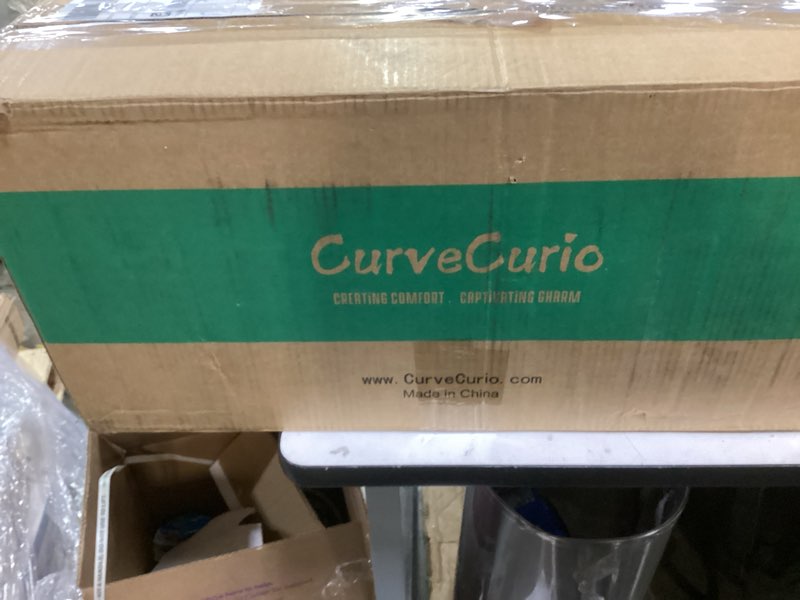 CurveCurio
CREATING COMFORT . CAPTIVATING CHARM
www. CurveCurio. com
Made in China